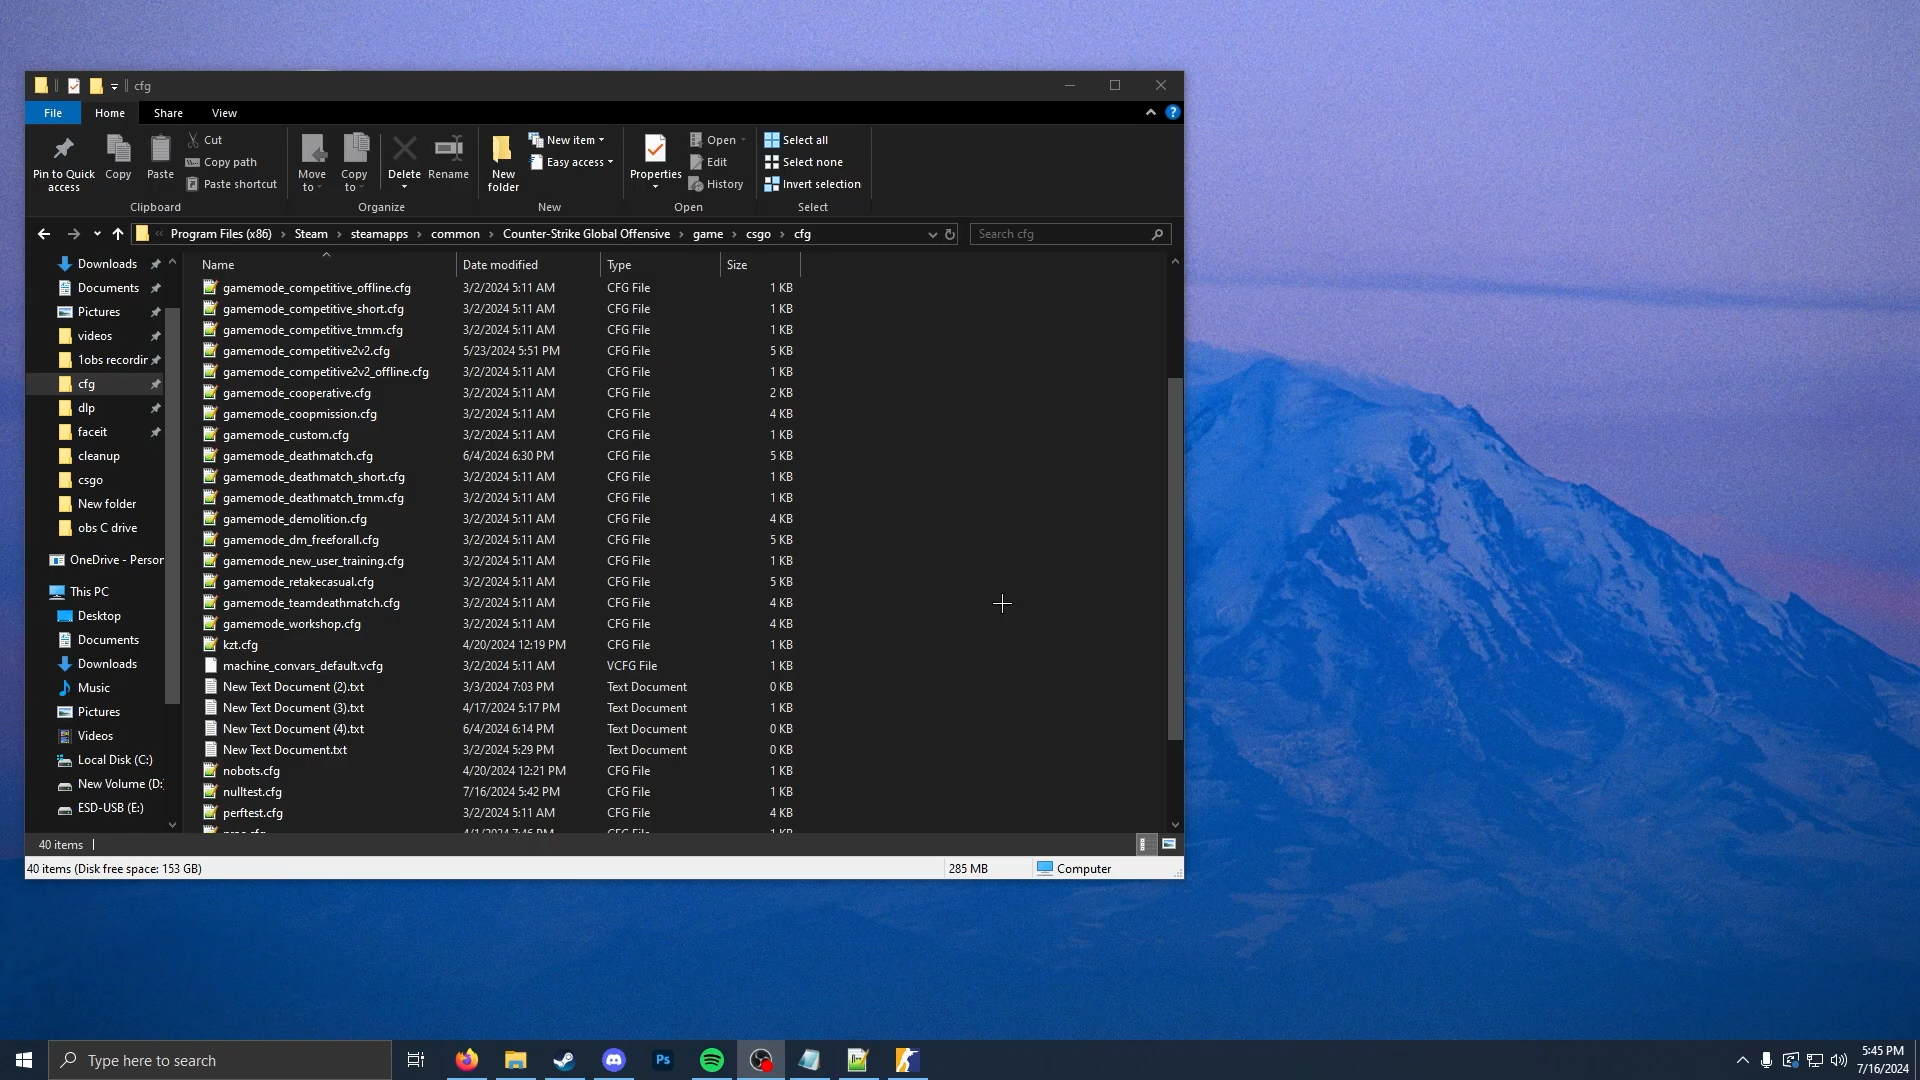 cfg
File Home Share View
Pin to Quick access
Copy
Paste
Cut
Copy path
Paste shortcut
Clipboard
Move to
Copy to
Delete
Rename
Organize
New folder
New item
Easy access
New
Properties
Open
Edit
History
Open
Select all
Select none
Invert selection
Select
Program Files (x86) › Steam › steamapps › common › Counter-Strike Global Offensive › game › csgo › cfg
Search cfg
Downloads
Documents
Pictures
videos
1obs recordin
cfg
dlp
faceit
cleanup
csgo
New folder
obs C drive
OneDrive - Person
This PC
Desktop
Documents
Downloads
Music
Pictures
Videos
Local Disk (C:)
New Volume (D:
ESD-USB (E:)
Name Date modified Type Size
gamemode_competitive_offline.cfg 3/2/2024 5:11 AM CFG File 1 KB
gamemode_competitive_short.cfg 3/2/2024 5:11 AM CFG File 1 KB
gamemode_competitive_tmm.cfg 3/2/2024 5:11 AM CFG File 1 KB
gamemode_competitive2v2.cfg 5/23/2024 5:51 PM CFG File 5 KB
gamemode_competitive2v2_offline.cfg 3/2/2024 5:11 AM CFG File 1 KB
gamemode_cooperative.cfg 3/2/2024 5:11 AM CFG File 2 KB
gamemode_coopmission.cfg 3/2/2024 5:11 AM CFG File 4 KB
gamemode_custom.cfg 3/2/2024 5:11 AM CFG File 1 KB
gamemode_deathmatch.cfg 6/4/2024 6:30 PM CFG File 5 KB
gamemode_deathmatch_short.cfg 3/2/2024 5:11 AM CFG File 1 KB
gamemode_deathmatch_tmm.cfg 3/2/2024 5:11 AM CFG File 1 KB
gamemode_demolition.cfg 3/2/2024 5:11 AM CFG File 4 KB
gamemode_dm_freeforall.cfg 3/2/2024 5:11 AM CFG File 5 KB
gamemode_new_user_training.cfg 3/2/2024 5:11 AM CFG File 1 KB
gamemode_retakecasual.cfg 3/2/2024 5:11 AM CFG File 5 KB
gamemode_teamdeathmatch.cfg 3/2/2024 5:11 AM CFG File 4 KB
gamemode_workshop.cfg 3/2/2024 5:11 AM CFG File 4 KB
kzt.cfg 4/20/2024 12:19 PM CFG File 1 KB
machine_convars_default.vcfg 3/2/2024 5:11 AM VCFG File 1 KB
New Text Document (2).txt 3/3/2024 7:03 PM Text Document 0 KB
New Text Document (3).txt 4/17/2024 5:17 PM Text Document 1 KB
New Text Document (4).txt 6/4/2024 6:14 PM Text Document 0 KB
New Text Document.txt 3/2/2024 5:29 PM Text Document 0 KB
nobots.cfg 4/20/2024 12:21 PM CFG File 1 KB
nulltest.cfg 7/16/2024 5:42 PM CFG File 1 KB
perftest.cfg 3/2/2024 5:11 AM CFG File 4 KB
40 items
40 items (Disk free space: 153 GB) 285 MB Computer
Type here to search
Ps
5:45 PM
7/16/2024